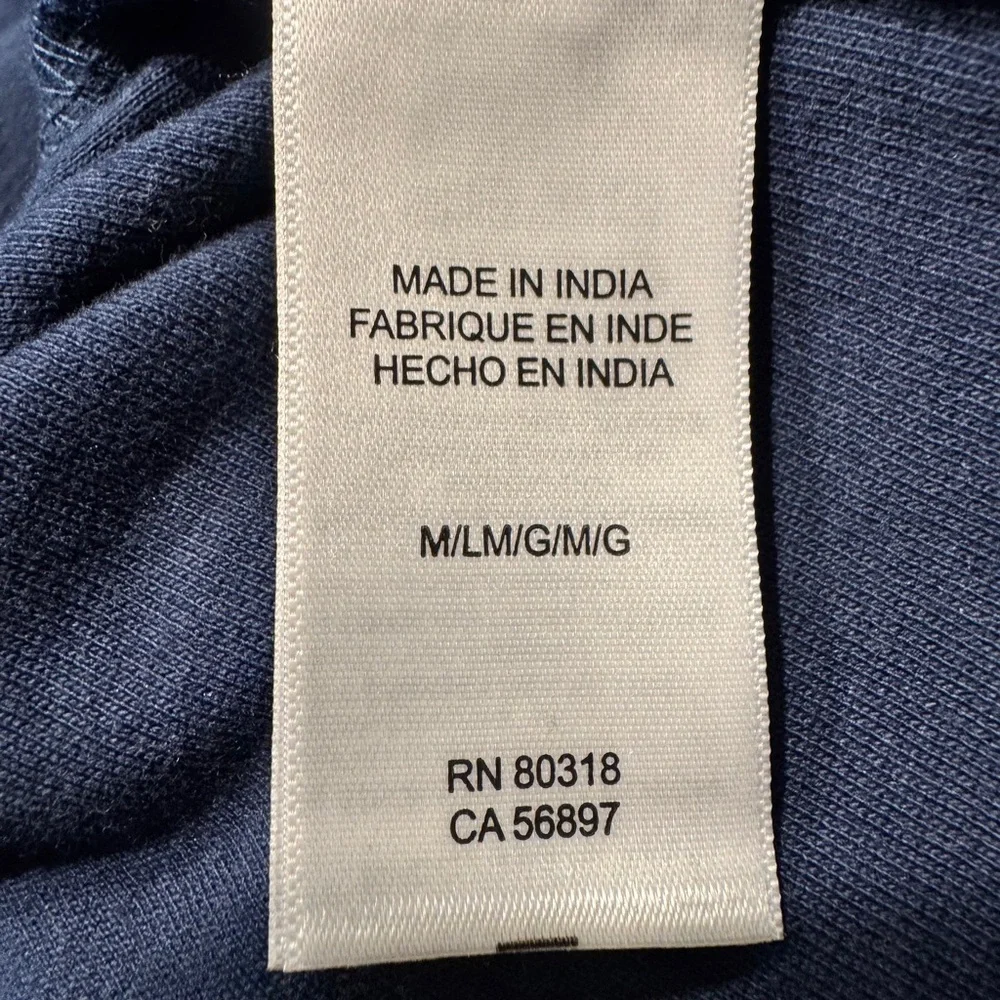 MADE IN INDIA
FABRIQUE EN INDE
HECHO EN INDIA
M/LM/G/M/G
RN 80318
CA 56897